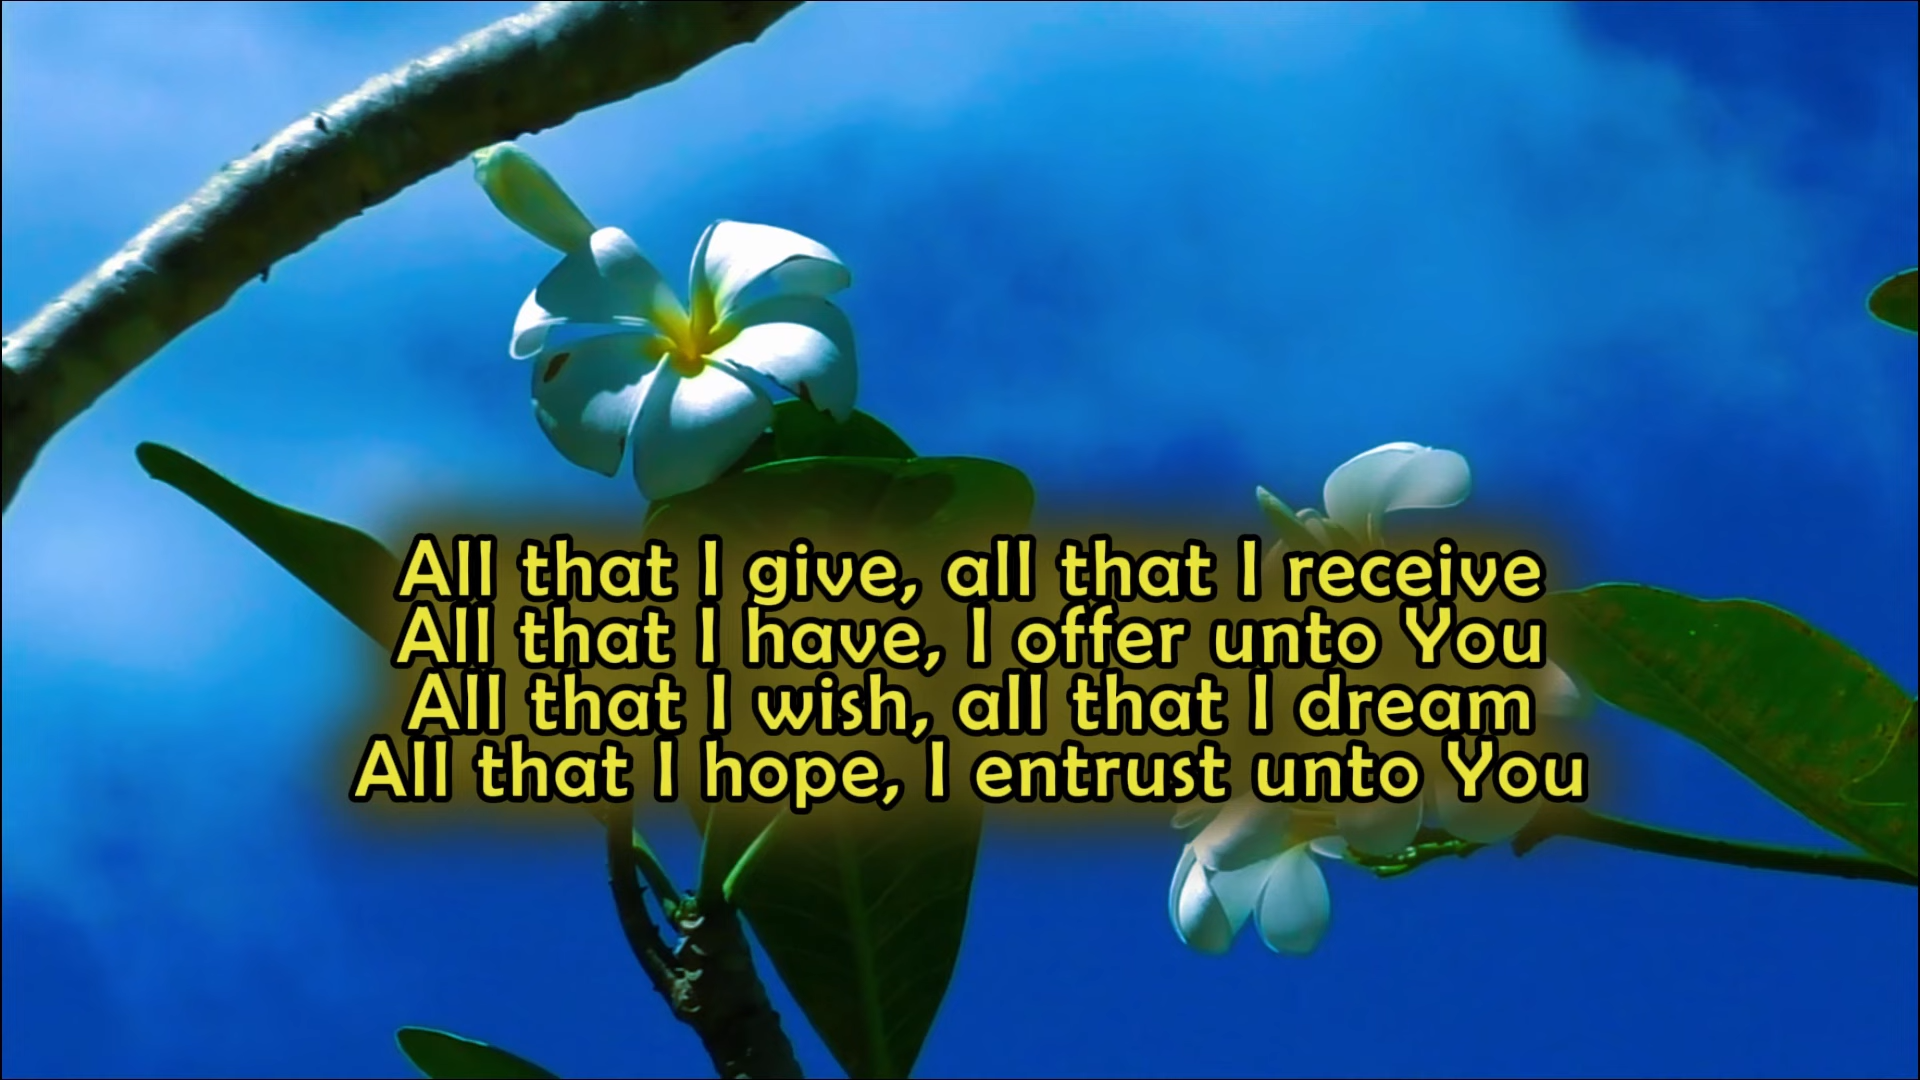 All that I give, all that I receive
All that I have, I offer unto You
All that I wish, all that I dream
All that I hope, I entrust unto You